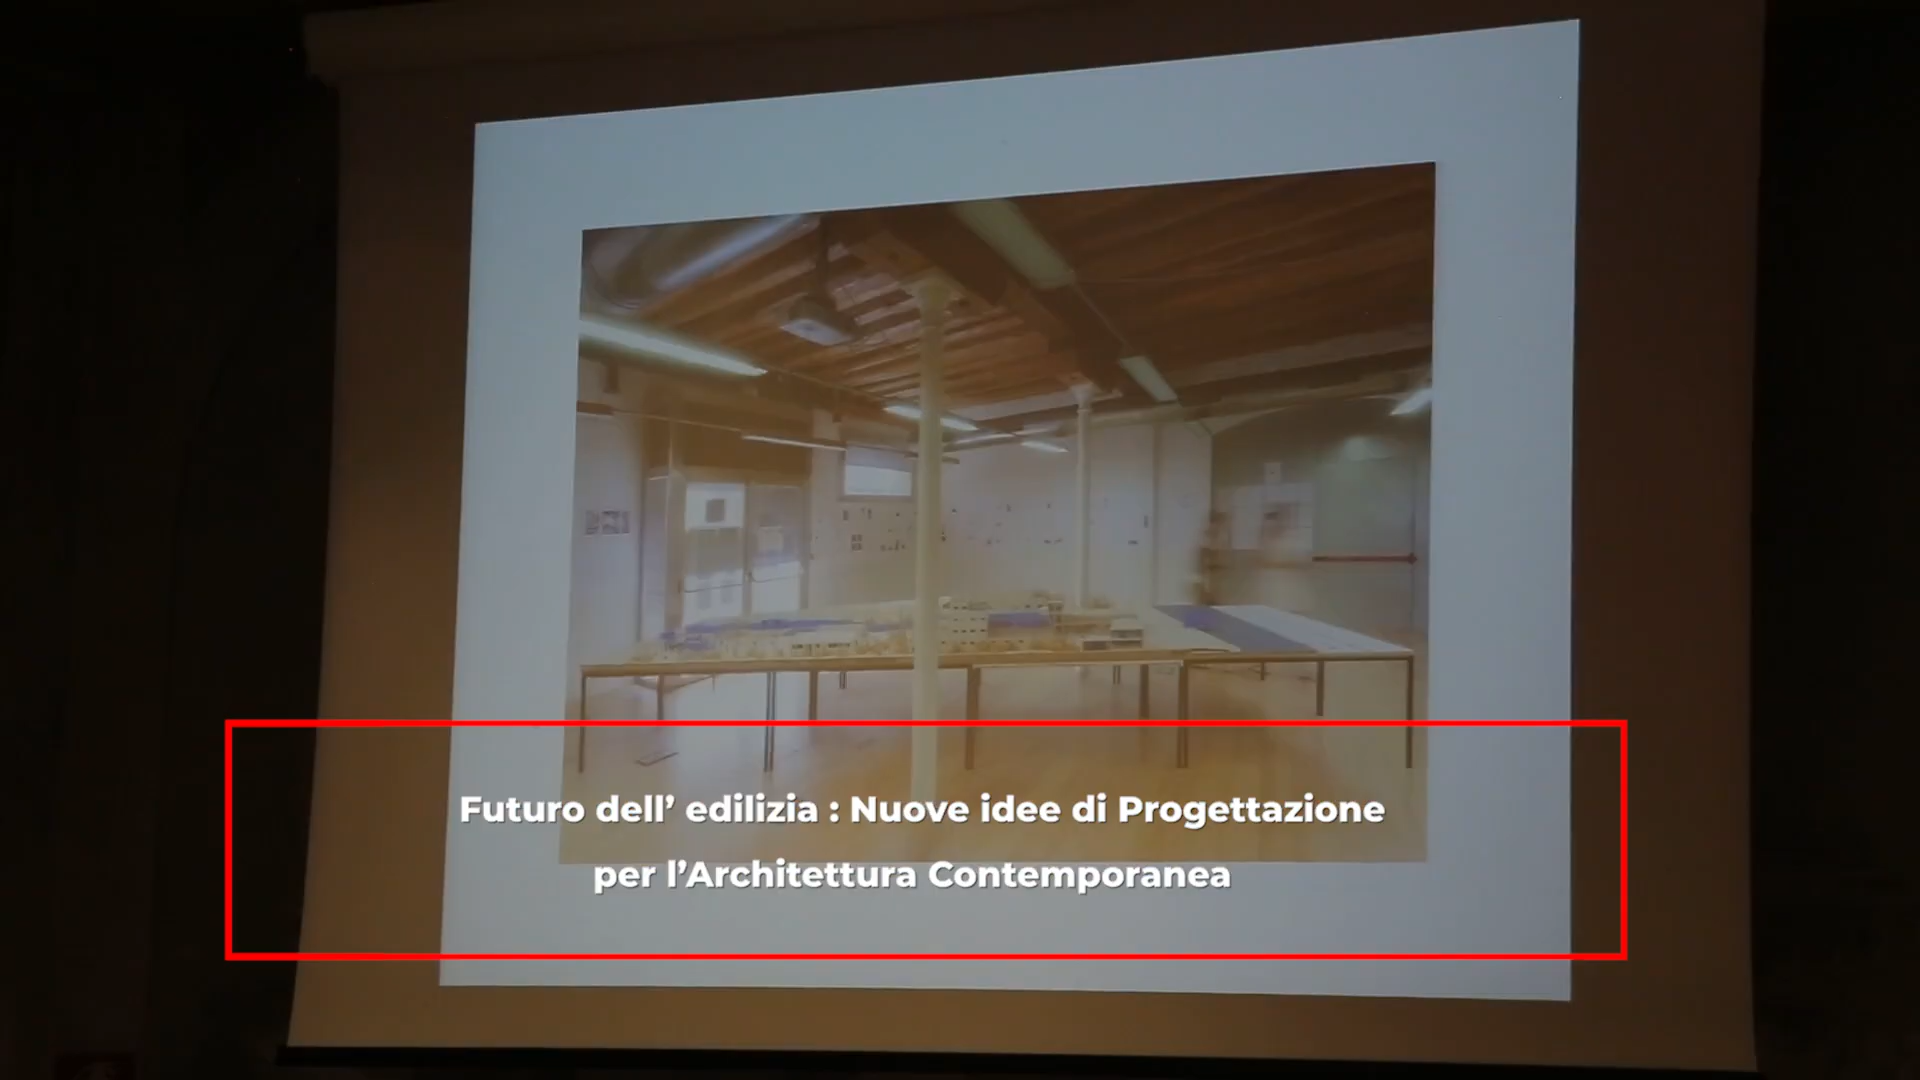 Futuro dell’ edilizia : Nuove idee di Progettazione
per l’Architettura Contemporanea